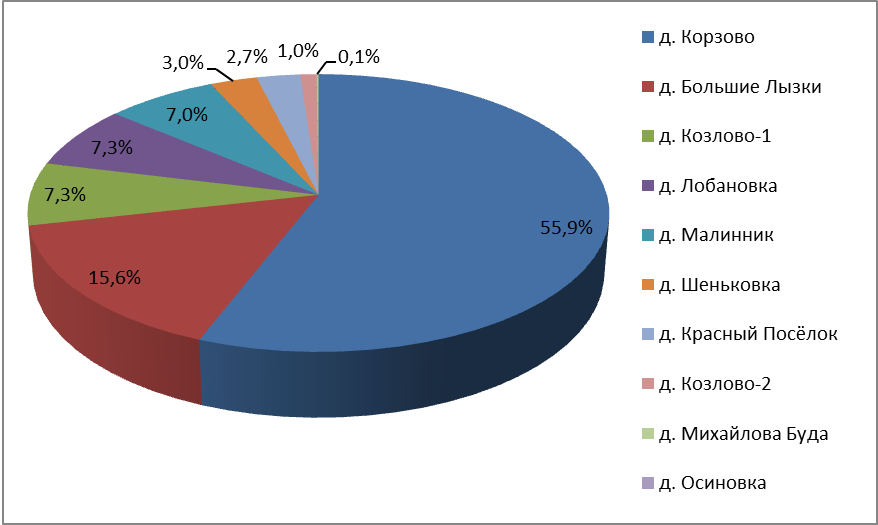 3,0%
2,7%
1,0%
0,1%
7,0%
7,3%
7,3%
15,6%
55,9%
д. Корзово
д. Большие Лызки
д. Козлово-1
д. Лобановка
д. Малинник
д. Шеньковка
д. Красный Посёлок
д. Козлово-2
д. Михайлова Буда
д. Осиновка